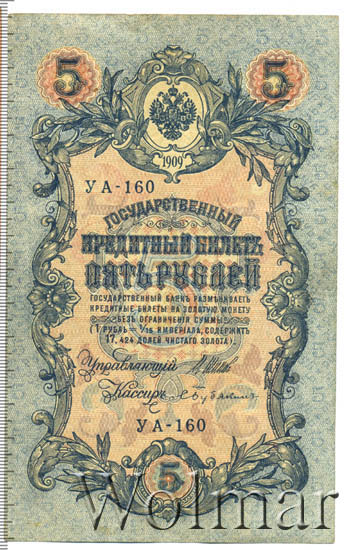 5 5
1909
УА-160
ГОСУДАРСТВЕННЫЙ
КРЕДИТНЫЙ БИЛЕТЪ
ПЯТЬ РУБЛЕЙ
ГОСУДАРСТВЕННЫЙ БАНКЪ РАЗМѢНИВАЕТЪ
КРЕДИТНЫЕ БИЛЕТЫ НА ЗОЛОТУЮ МОНЕТУ
БЕЗЪ ОГРАНИЧЕНІЯ СУММЫ
(1 РУБЛЬ = 1/15 ИМПЕРІАЛА, СОДЕРЖИТЪ
17,424 ДОЛЕЙ ЧИСТАГО ЗОЛОТА).
Управляющій
Кассиръ
УА-160
5
Wolmar